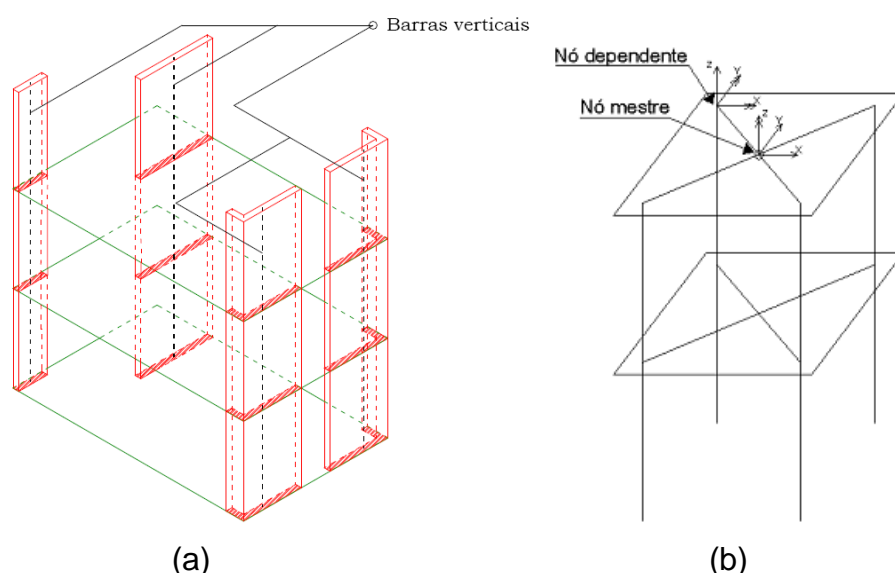 Barras verticais
Nó dependente
z
Y
X
Nó mestre
z
Y
X
(a)
(b)